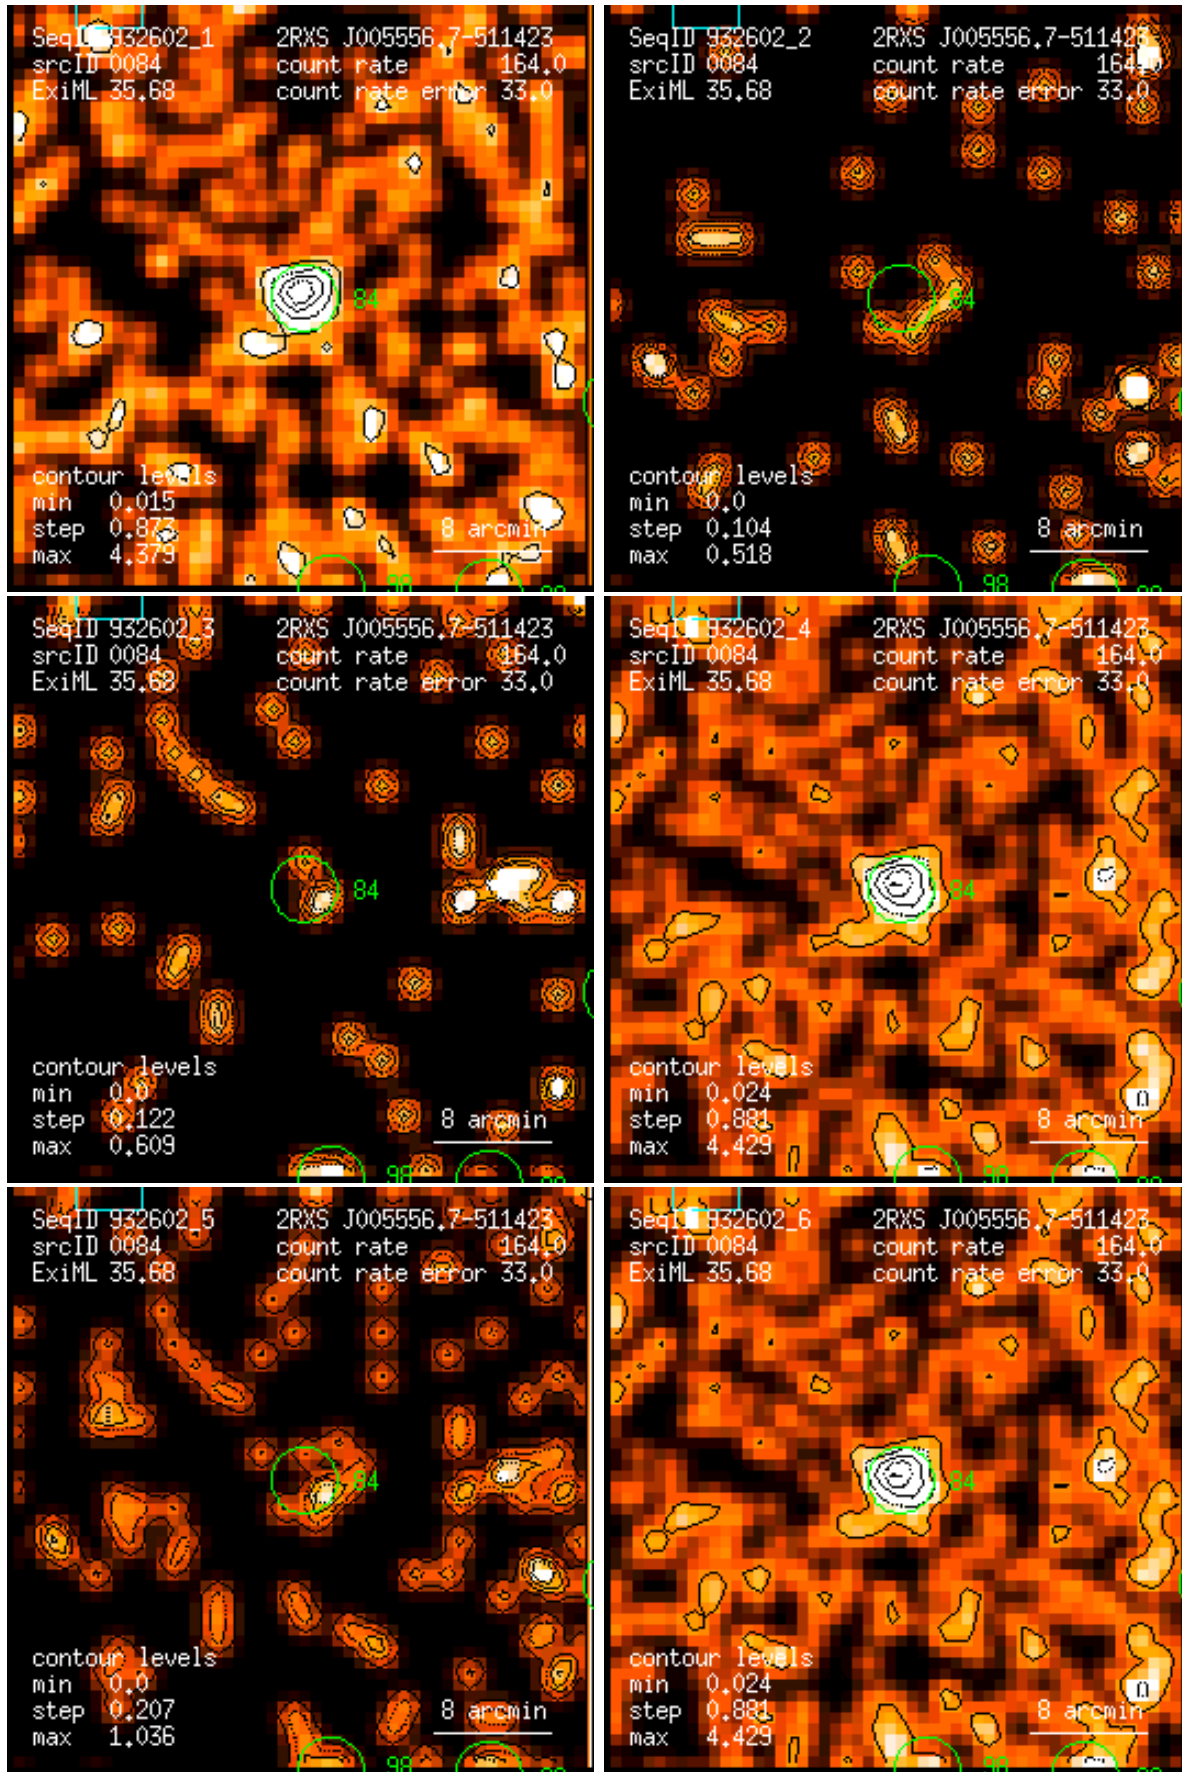 SeqID 932602_1 2RXS J005556.7-511423
srcID 0084 count rate 164.0
ExiML 35.68 count rate error 33.0
84
contour levels
min 0.015
step 0.873
max 4.379
8 arcmin
98
SeqID 932602_2 2RXS J005556.7-511423
srcID 0084 count rate 164.0
ExiML 35.68 count rate error 33.0
84
contour levels
min 0.0
step 0.104
max 0.518
8 arcmin
98
SeqID 932602_3 2RXS J005556.7-511423
srcID 0084 count rate 164.0
ExiML 35.68 count rate error 33.0
84
contour levels
min 0.0
step 0.122
max 0.609
8 arcmin
98
SeqID 932602_4 2RXS J005556.7-511423
srcID 0084 count rate 164.0
ExiML 35.68 count rate error 33.0
84
contour levels
min 0.024
step 0.881
max 4.429
8 arcmin
98
SeqID 932602_5 2RXS J005556.7-511423
srcID 0084 count rate 164.0
ExiML 35.68 count rate error 33.0
84
contour levels
min 0.0
step 0.207
max 1.036
8 arcmin
98
SeqID 932602_6 2RXS J005556.7-511423
srcID 0084 count rate 164.0
ExiML 35.68 count rate error 33.0
84
contour levels
min 0.024
step 0.881
max 4.429
8 arcmin
98